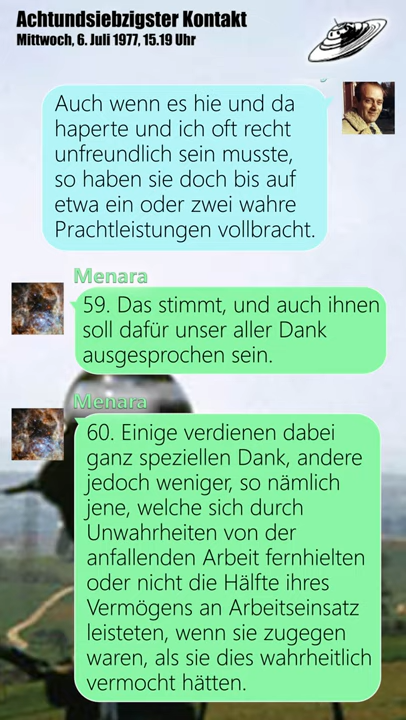 Achtundsiebzigster Kontakt
Mittwoch, 6. Juli 1977, 15.19 Uhr
Auch wenn es hie und da
haperte und ich oft recht
unfreundlich sein musste,
so haben sie doch bis auf
etwa ein oder zwei wahre
Prachtleistungen vollbracht.
Menara
59. Das stimmt, und auch ihnen
soll dafür unser aller Dank
ausgesprochen sein.
Menara
60. Einige verdienen dabei
ganz speziellen Dank, andere
jedoch weniger, so nämlich
jene, welche sich durch
Unwahrheiten von der
anfallenden Arbeit fernhielten
oder nicht die Hälfte ihres
Vermögens an Arbeitseinsatz
leisteten, wenn sie zugegen
waren, als sie dies wahrheitlich
vermocht hätten.